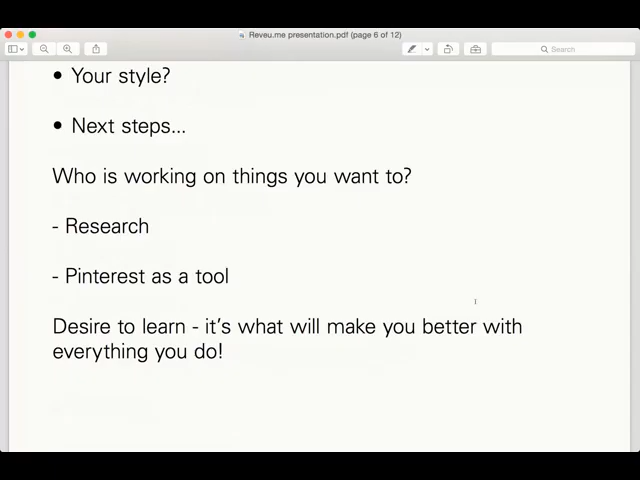 Reveu.me presentation.pdf (page 6 of 12)
Search
• Your style?
• Next steps...
Who is working on things you want to?
- Research
- Pinterest as a tool
Desire to learn - it's what will make you better with
everything you do!